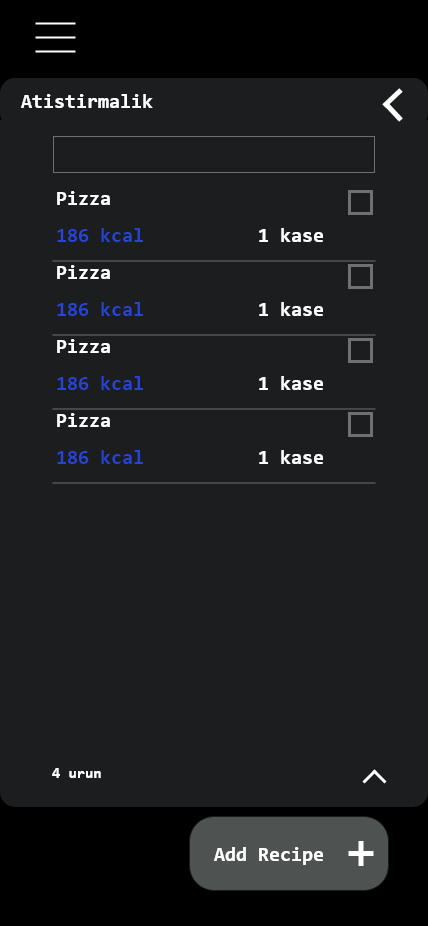 Atistirmalik
Pizza
186 kcal 1 kase
Pizza
186 kcal 1 kase
Pizza
186 kcal 1 kase
Pizza
186 kcal 1 kase
4 urun
Add Recipe